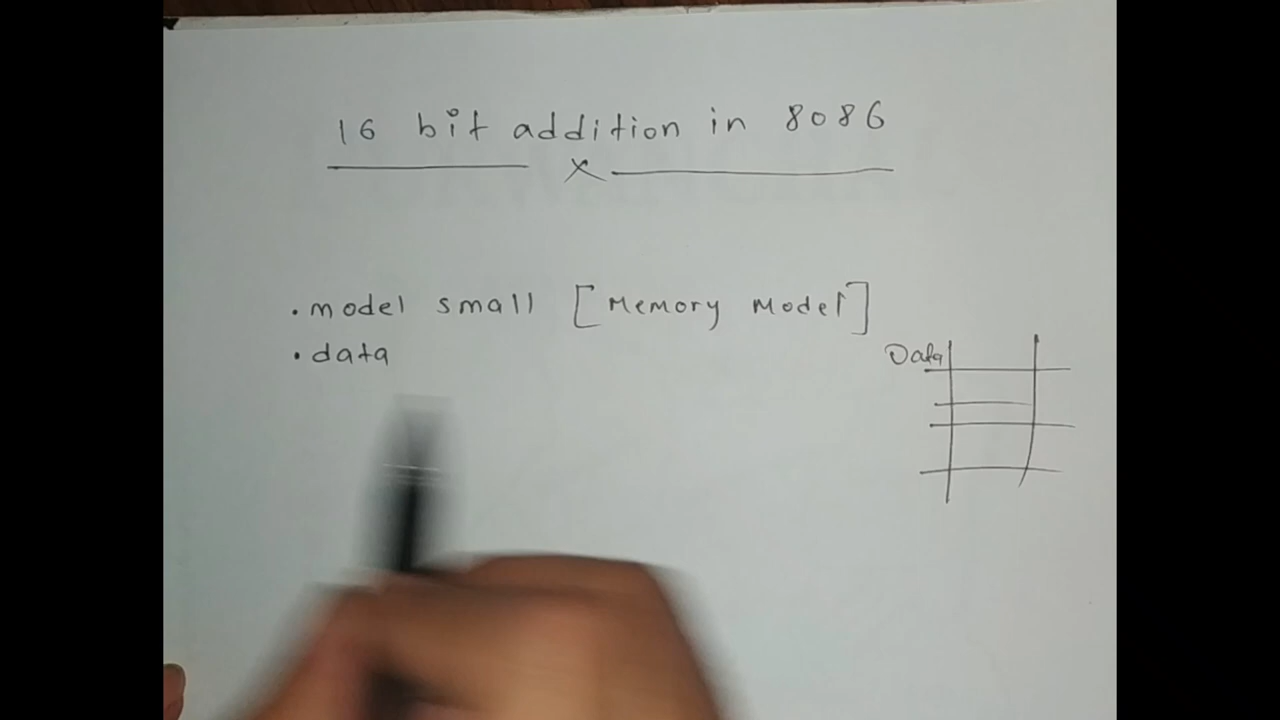 16 bit addition in 8086
x
.model small [Memory Model]
.data
Data